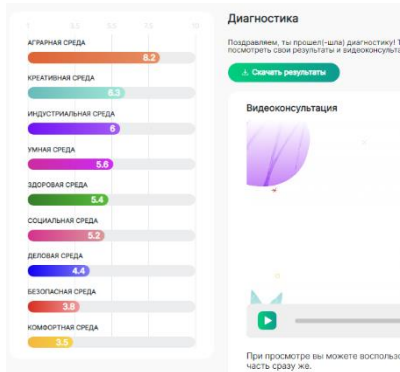 1 3.5 5.5 7.5 10
АГРАРНАЯ СРЕДА
8.2
КРЕАТИВНАЯ СРЕДА
6.3
ИНДУСТРИАЛЬНАЯ СРЕДА
6
УМНАЯ СРЕДА
5.6
ЗДОРОВАЯ СРЕДА
5.4
СОЦИАЛЬНАЯ СРЕДА
5.2
ДЕЛОВАЯ СРЕДА
4.4
БЕЗОПАСНАЯ СРЕДА
3.8
КОМФОРТНАЯ СРЕДА
3.5
Диагностика
Поздравляем, ты прошел(-шла) диагностику!
посмотреть свои результаты и видеоконсульта
Скачать результаты
Видеоконсультация
При просмотре вы можете воспользо
часть сразу же.